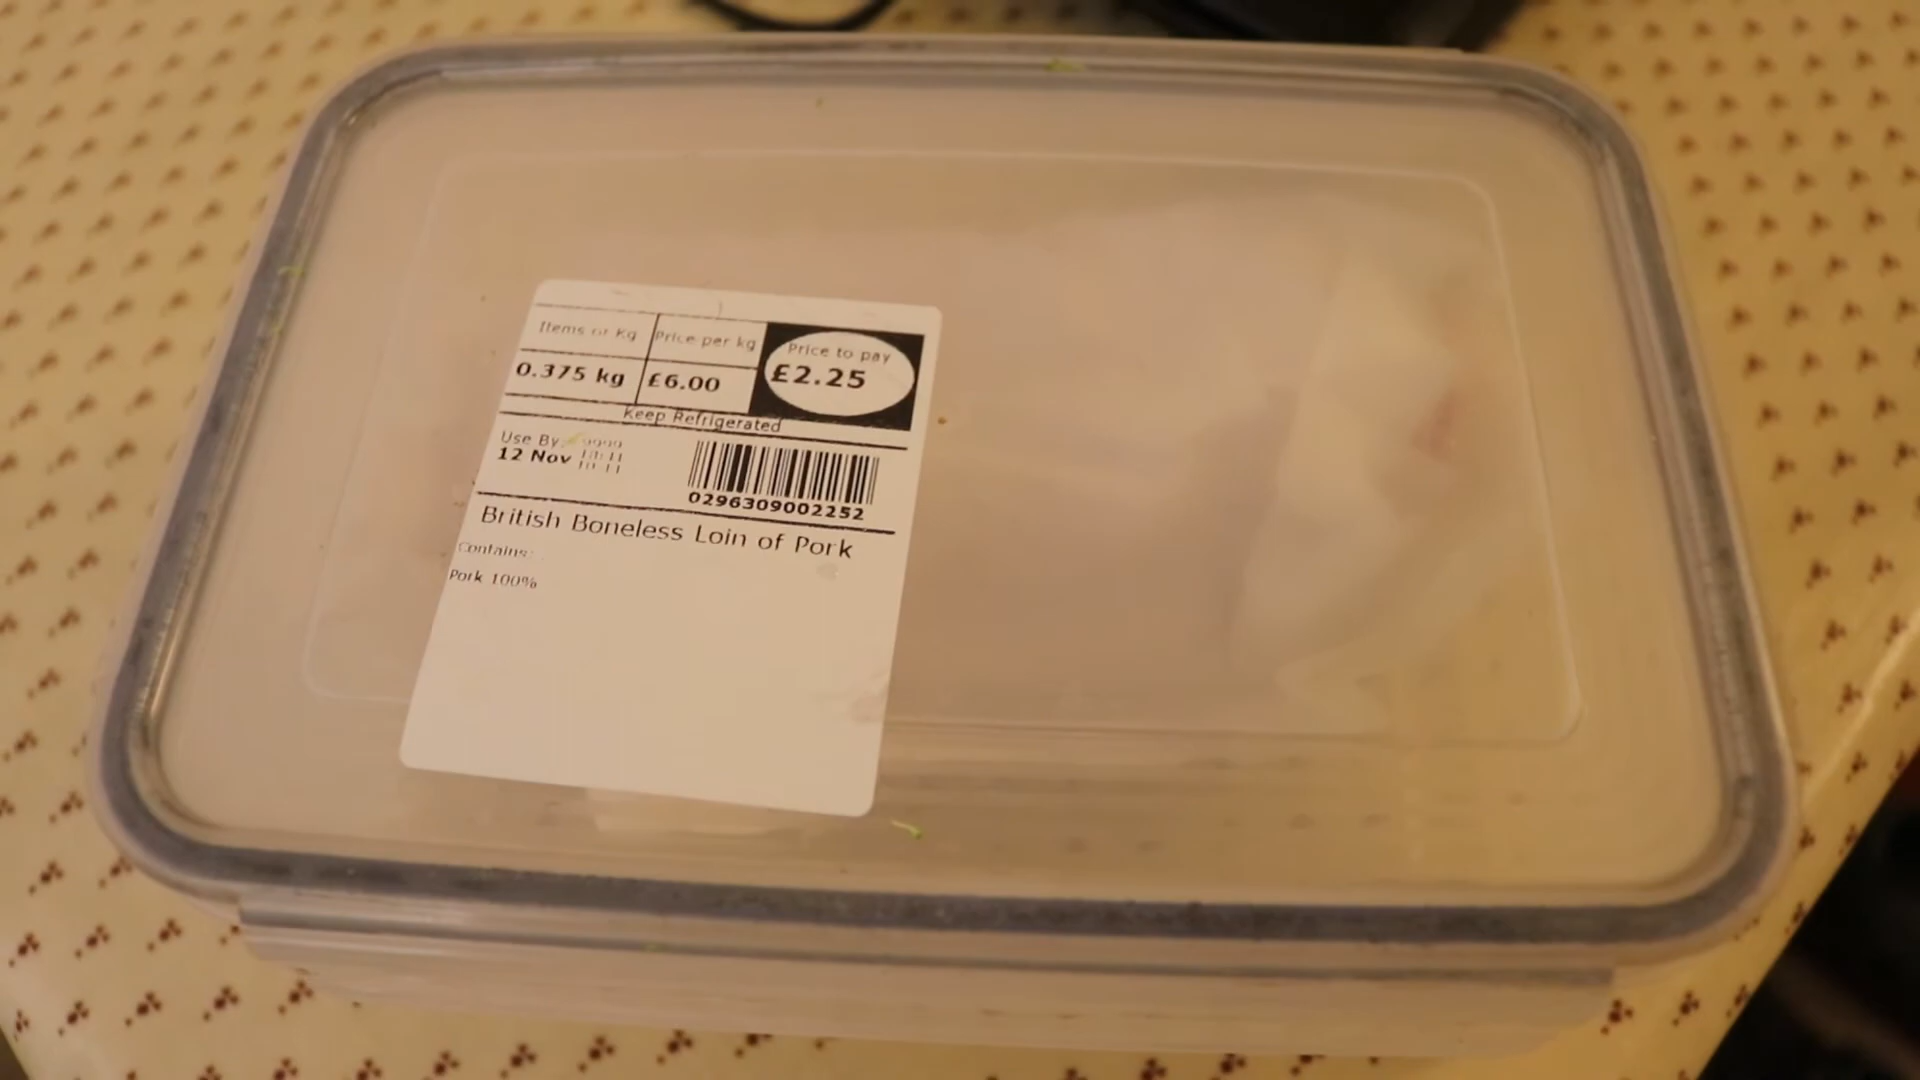 Items or Kg Price per kg Price to pay
0.375 kg £6.00 £2.25
Keep Refrigerated
Use By:
12 Nov
0296309002252
British Boneless Loin of Pork
Contains:
Pork 100%